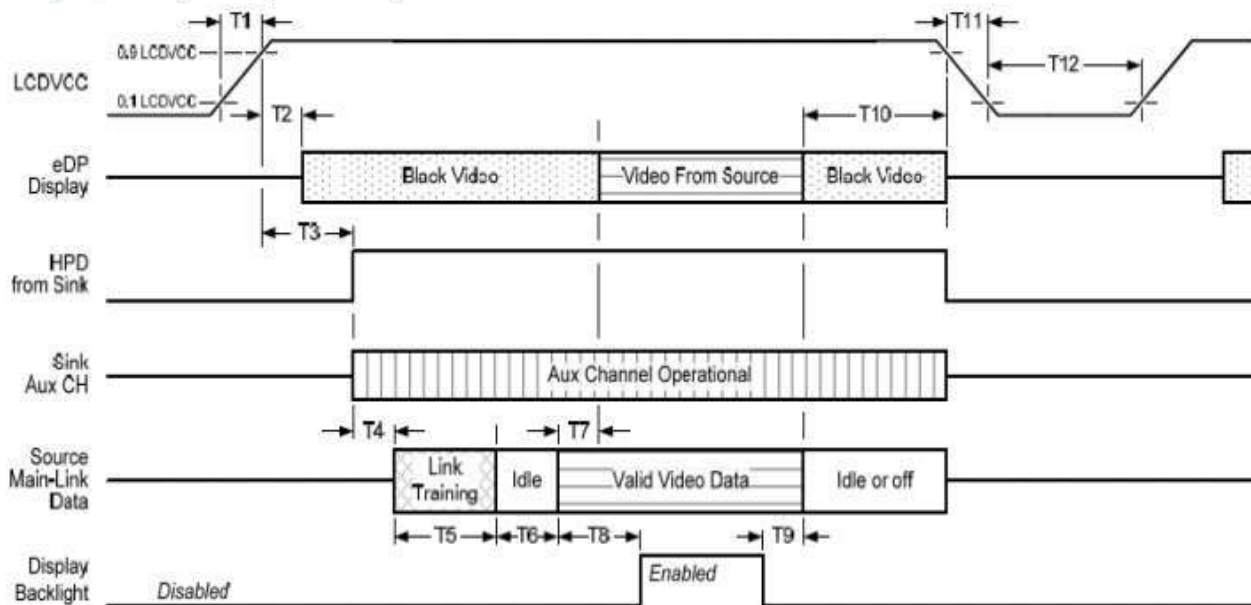 T1
T11
0.9 LCDVCC
LCDVCC
T12
0.1 LCDVCC
T2
T10
eDP
Display
Black Video
Video From Source
Black Video
T3
HPD
from Sink
Sink
Aux CH
Aux Channel Operational
T4
T7
Source
Main-Link
Data
Link
Training
Idle
Valid Video Data
Idle or off
T5
T6
T8
T9
Display
Backlight
Disabled
Enabled